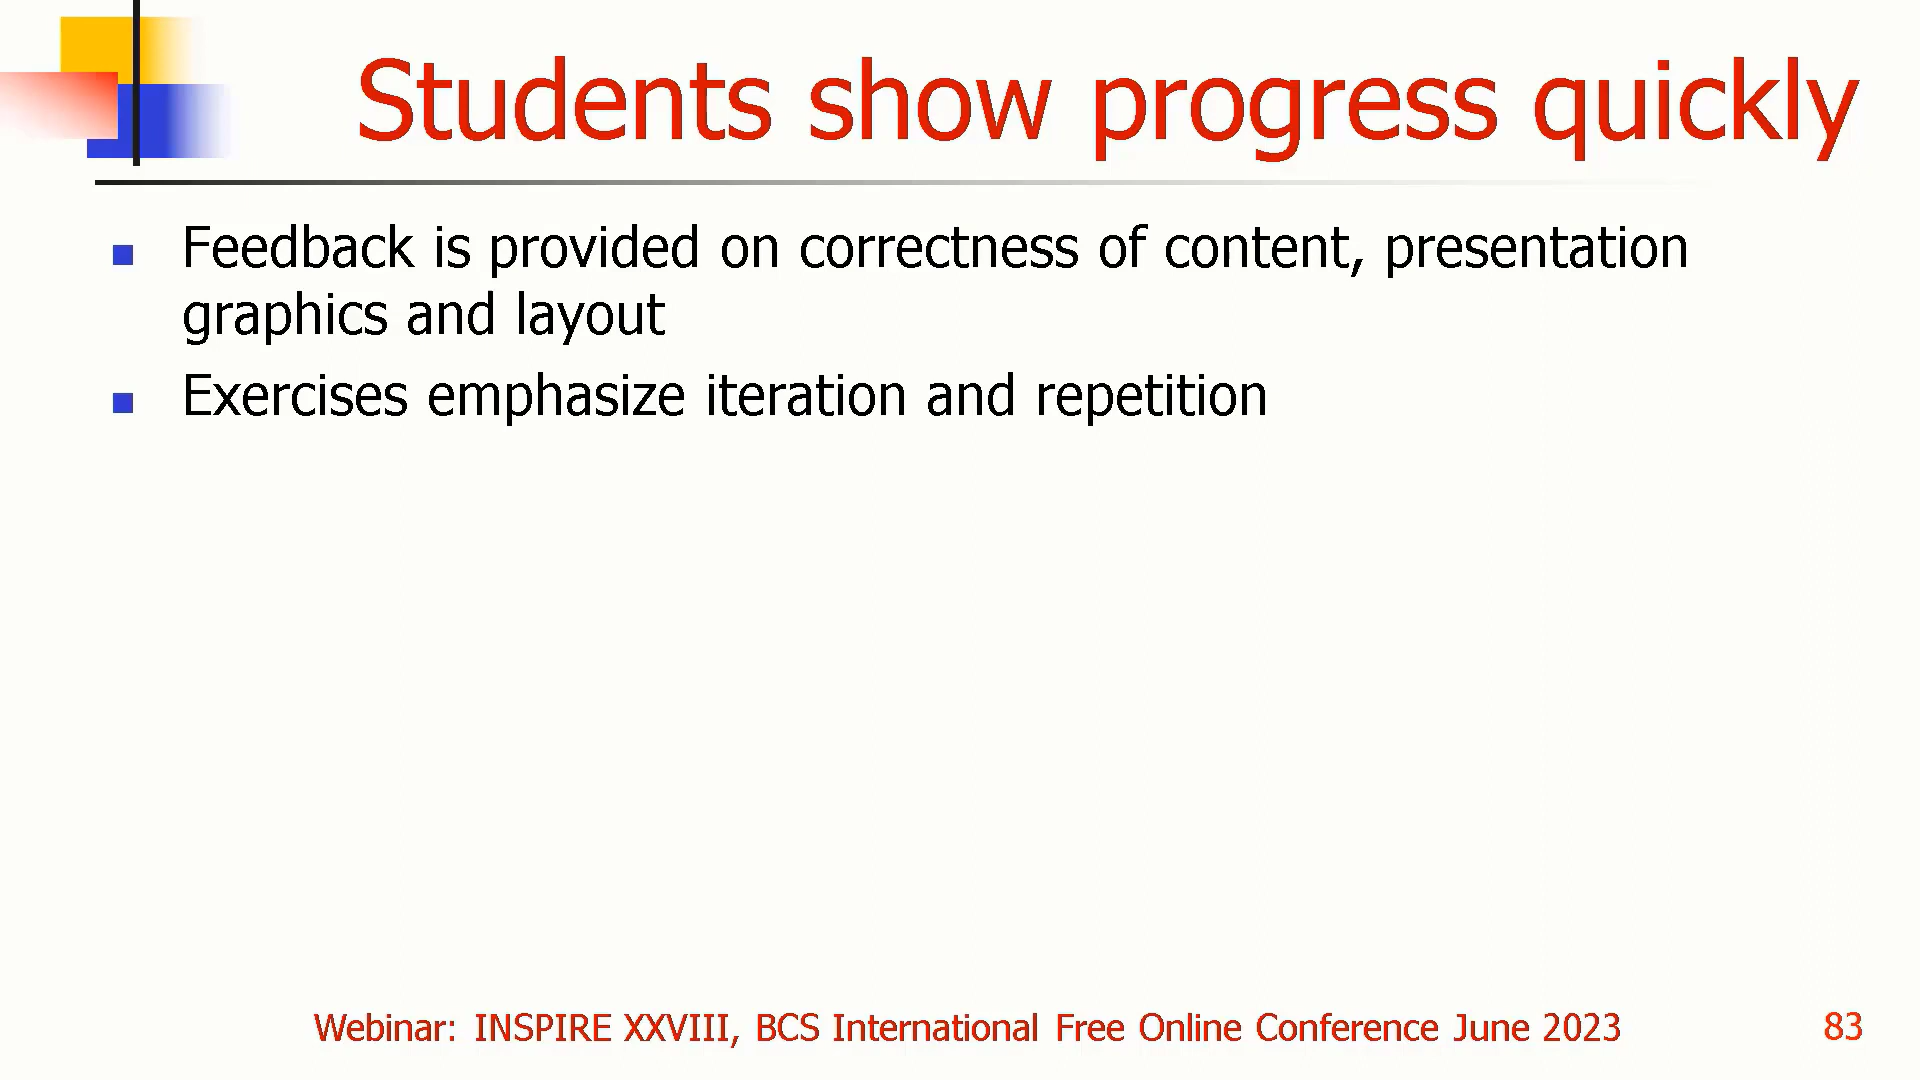 Students show progress quickly
Feedback is provided on correctness of content, presentation
graphics and layout
Exercises emphasize iteration and repetition
Webinar: INSPIRE XXVIII, BCS International Free Online Conference June 2023
83